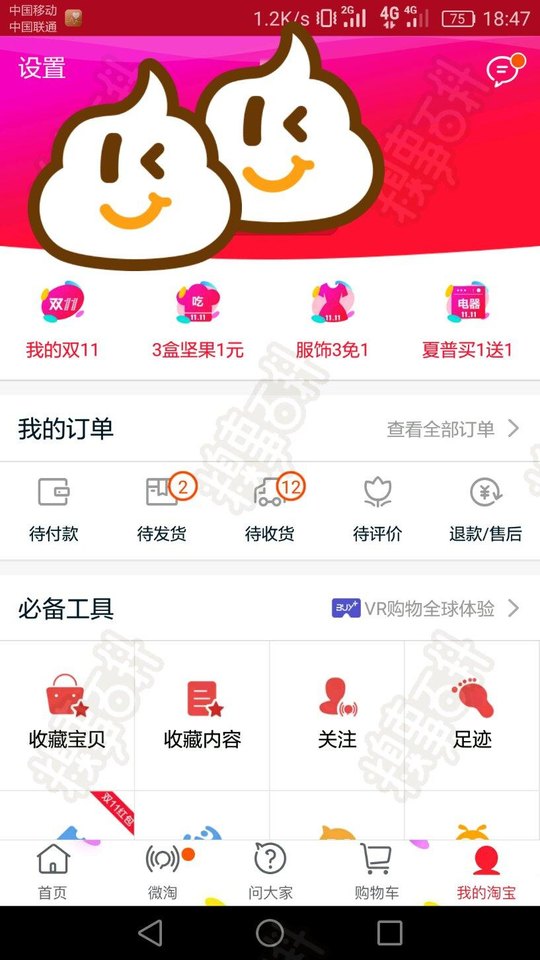 中国移动
中国联通
1.2K/s 2G 4G 4G 75 18:47
设置
双11
吃
11.11
11.11
电器
11.11
我的双11
3盒坚果1元
服饰3免1
夏普买1送1
我的订单
查看全部订单
2
12
待付款
待发货
待收货
待评价
退款/售后
必备工具
BUY+
VR购物全球体验
收藏宝贝
收藏内容
关注
足迹
双11红包
首页
微淘
问大家
购物车
我的淘宝
糗事百科